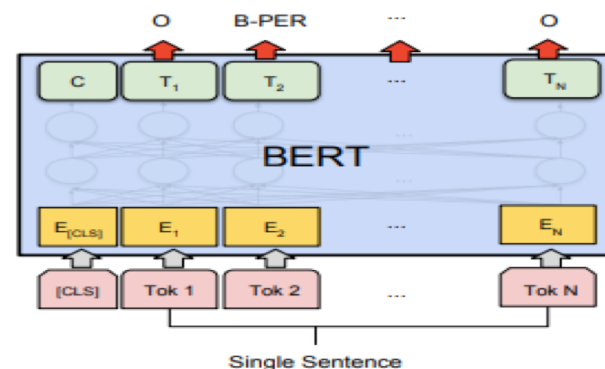 O B-PER ... O
C T1 T2 ... TN
...
BERT
...
E[CLS] E1 E2 ... EN
[CLS] Tok 1 Tok 2 ... Tok N
Single Sentence